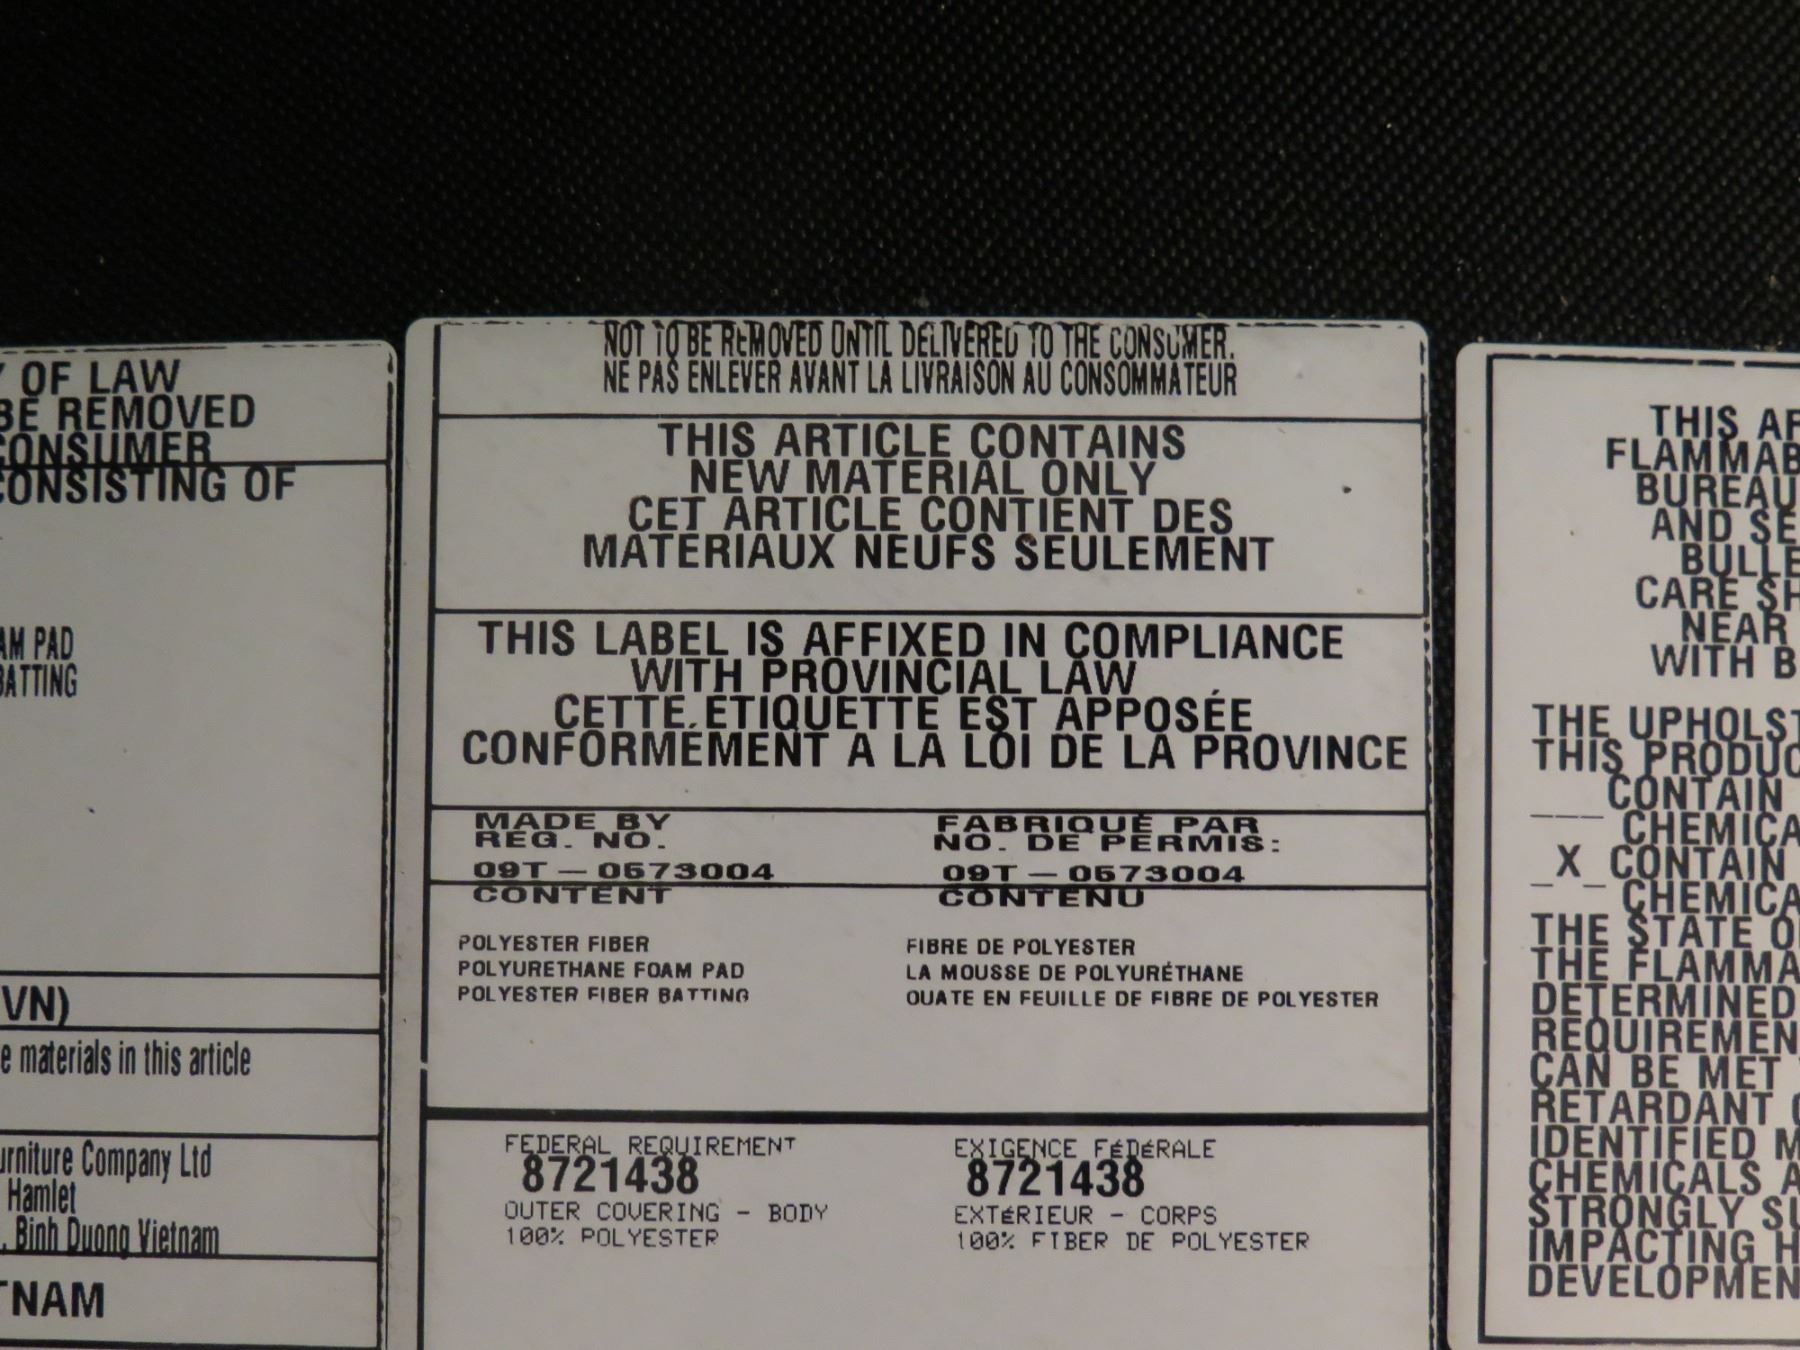 OF LAW
BE REMOVED
CONSUMER
CONSISTING OF
AM PAD
BATTING
VN)
e materials in this article
urniture Company Ltd
Hamlet
. Binh Duong Vietnam
TNAM
NOT TO BE REMOVED UNTIL DELIVERED TO THE CONSUMER.
NE PAS ENLEVER AVANT LA LIVRAISON AU CONSOMMATEUR
THIS ARTICLE CONTAINS
NEW MATERIAL ONLY
CET ARTICLE CONTIENT DES
MATERIAUX NEUFS SEULEMENT
THIS LABEL IS AFFIXED IN COMPLIANCE
WITH PROVINCIAL LAW
CETTE ÉTIQUETTE EST APPOSÉE
CONFORMÉMENT A LA LOI DE LA PROVINCE
MADE BY
REG. NO.
09T — 0573004
CONTENT
POLYESTER FIBER
POLYURETHANE FOAM PAD
POLYESTER FIBER BATTING
FABRIQUÉ PAR
NO. DE PERMIS:
09T — 0573004
CONTENU
FIBRE DE POLYESTER
LA MOUSSE DE POLYURÉTHANE
OUATE EN FEUILLE DE FIBRE DE POLYESTER
FEDERAL REQUIREMENT
8721438
OUTER COVERING - BODY
100% POLYESTER
EXIGENCE FÉDÉRALE
8721438
EXTÉRIEUR - CORPS
100% FIBER DE POLYESTER
THIS AR
FLAMMAB
BUREAU
AND SE
BULLE
CARE SH
NEAR
WITH B
THE UPHOLST
THIS PRODUC
CONTAIN
___ CHEMICA
_X_ CONTAIN
CHEMICA
THE STATE O
THE FLAMMA
DETERMINED
REQUIREMEN
CAN BE MET
RETARDANT C
IDENTIFIED M
CHEMICALS A
STRONGLY SU
IMPACTING H
DEVELOPMEN